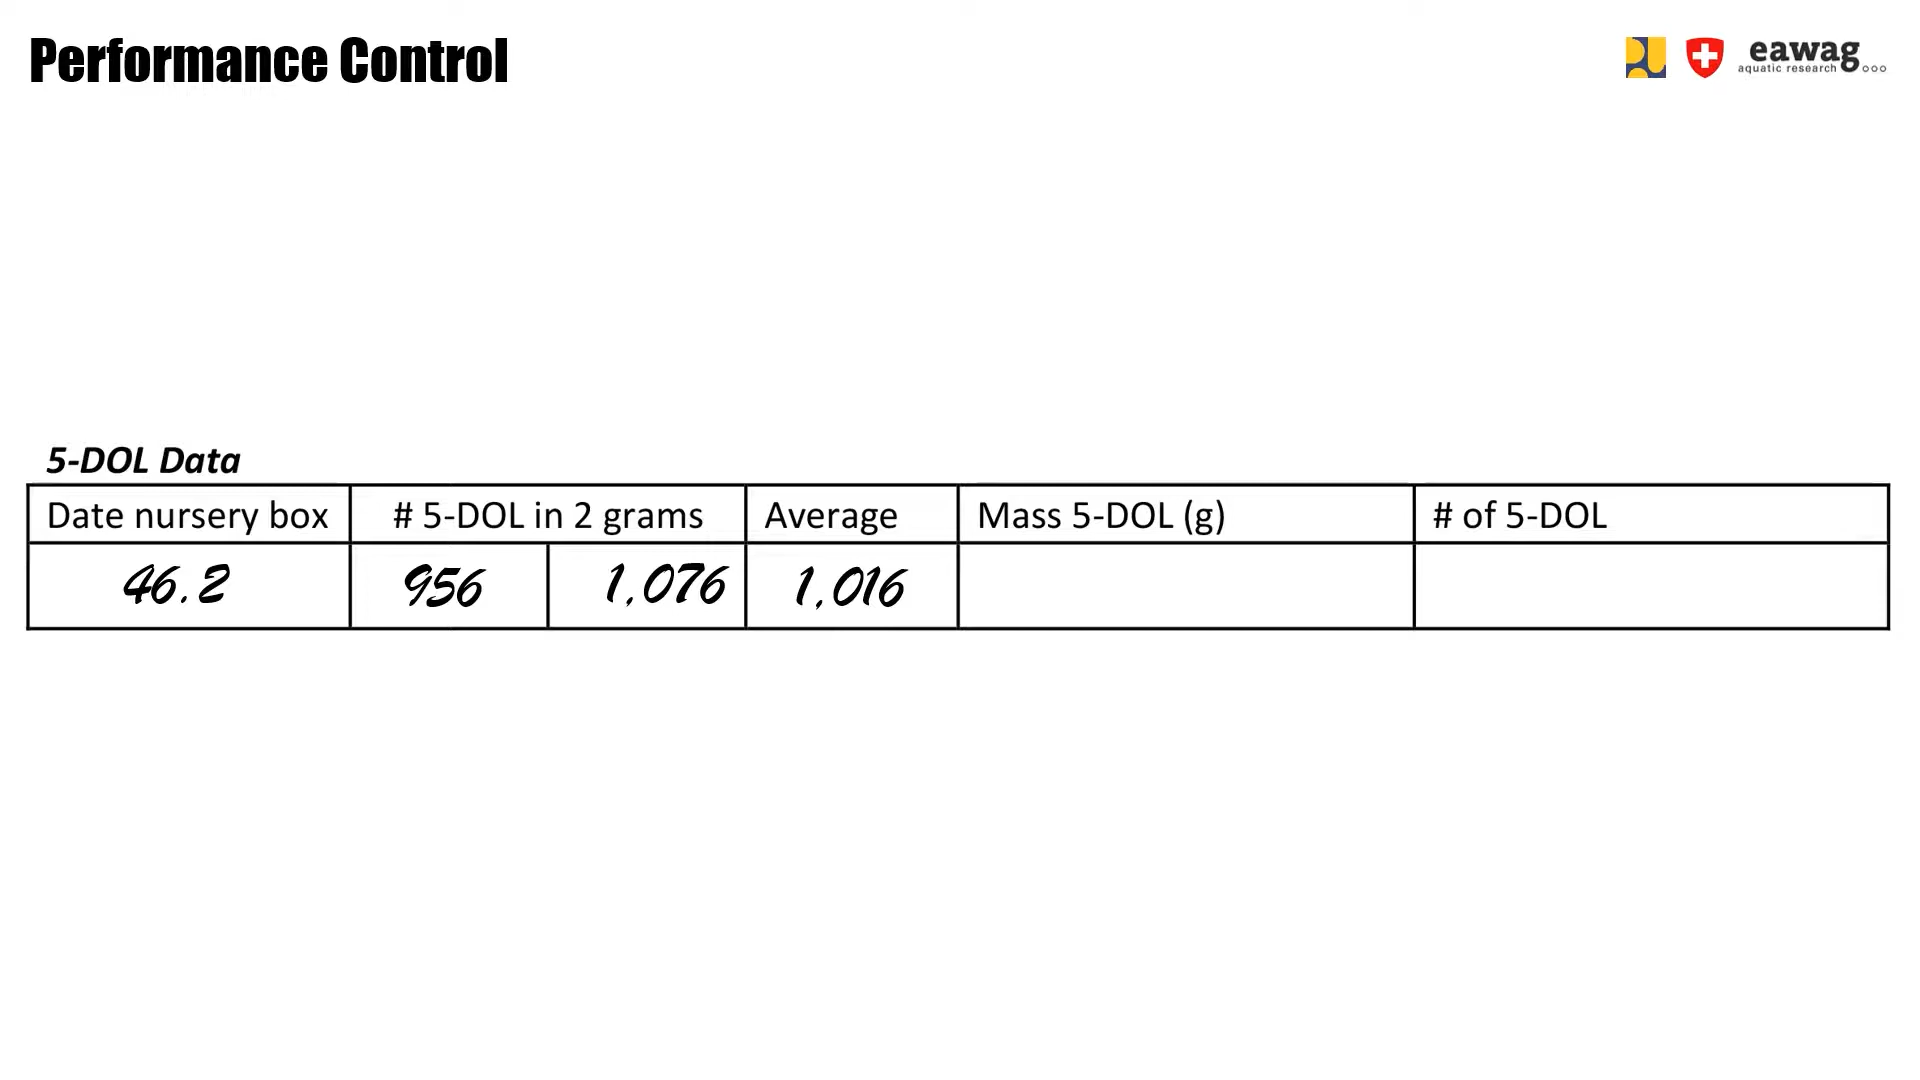 Performance Control
eawag
aquatic research
5-DOL Data
Date nursery box # 5-DOL in 2 grams Average Mass 5-DOL (g) # of 5-DOL
46.2 956 1,076 1,016